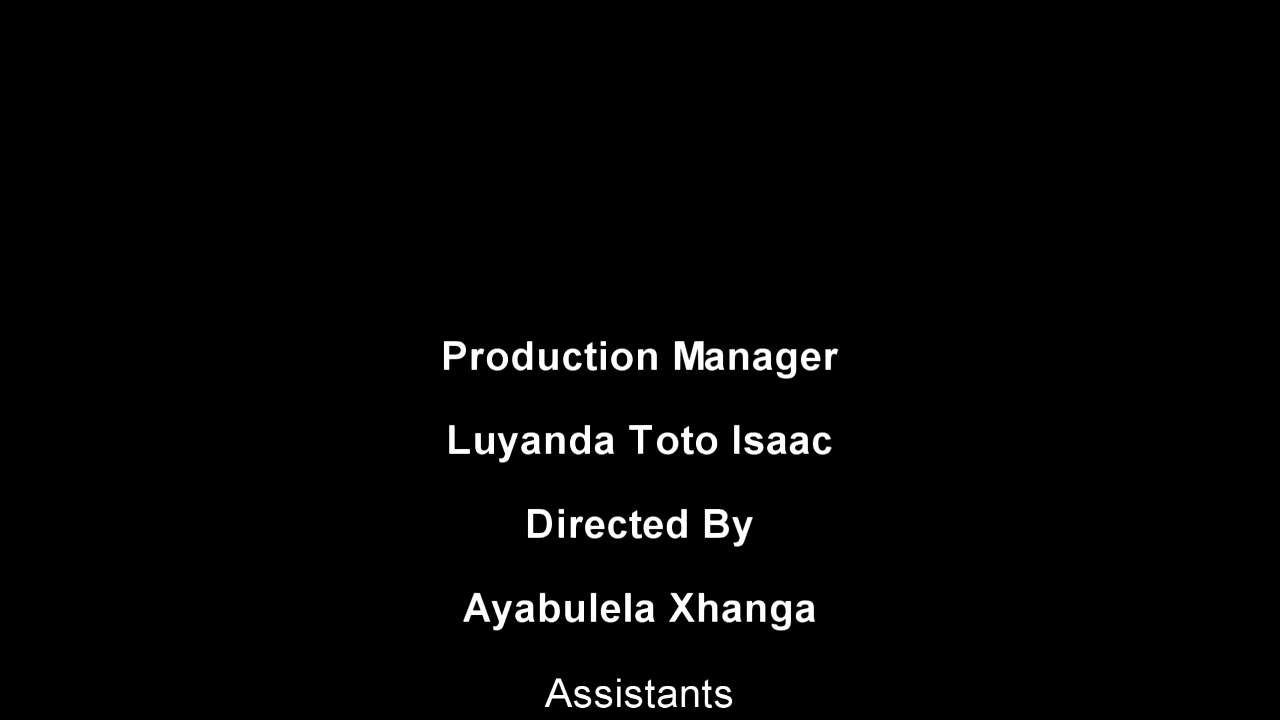 Production Manager
Luyanda Toto Isaac
Directed By
Ayabulela Xhanga
Assistants